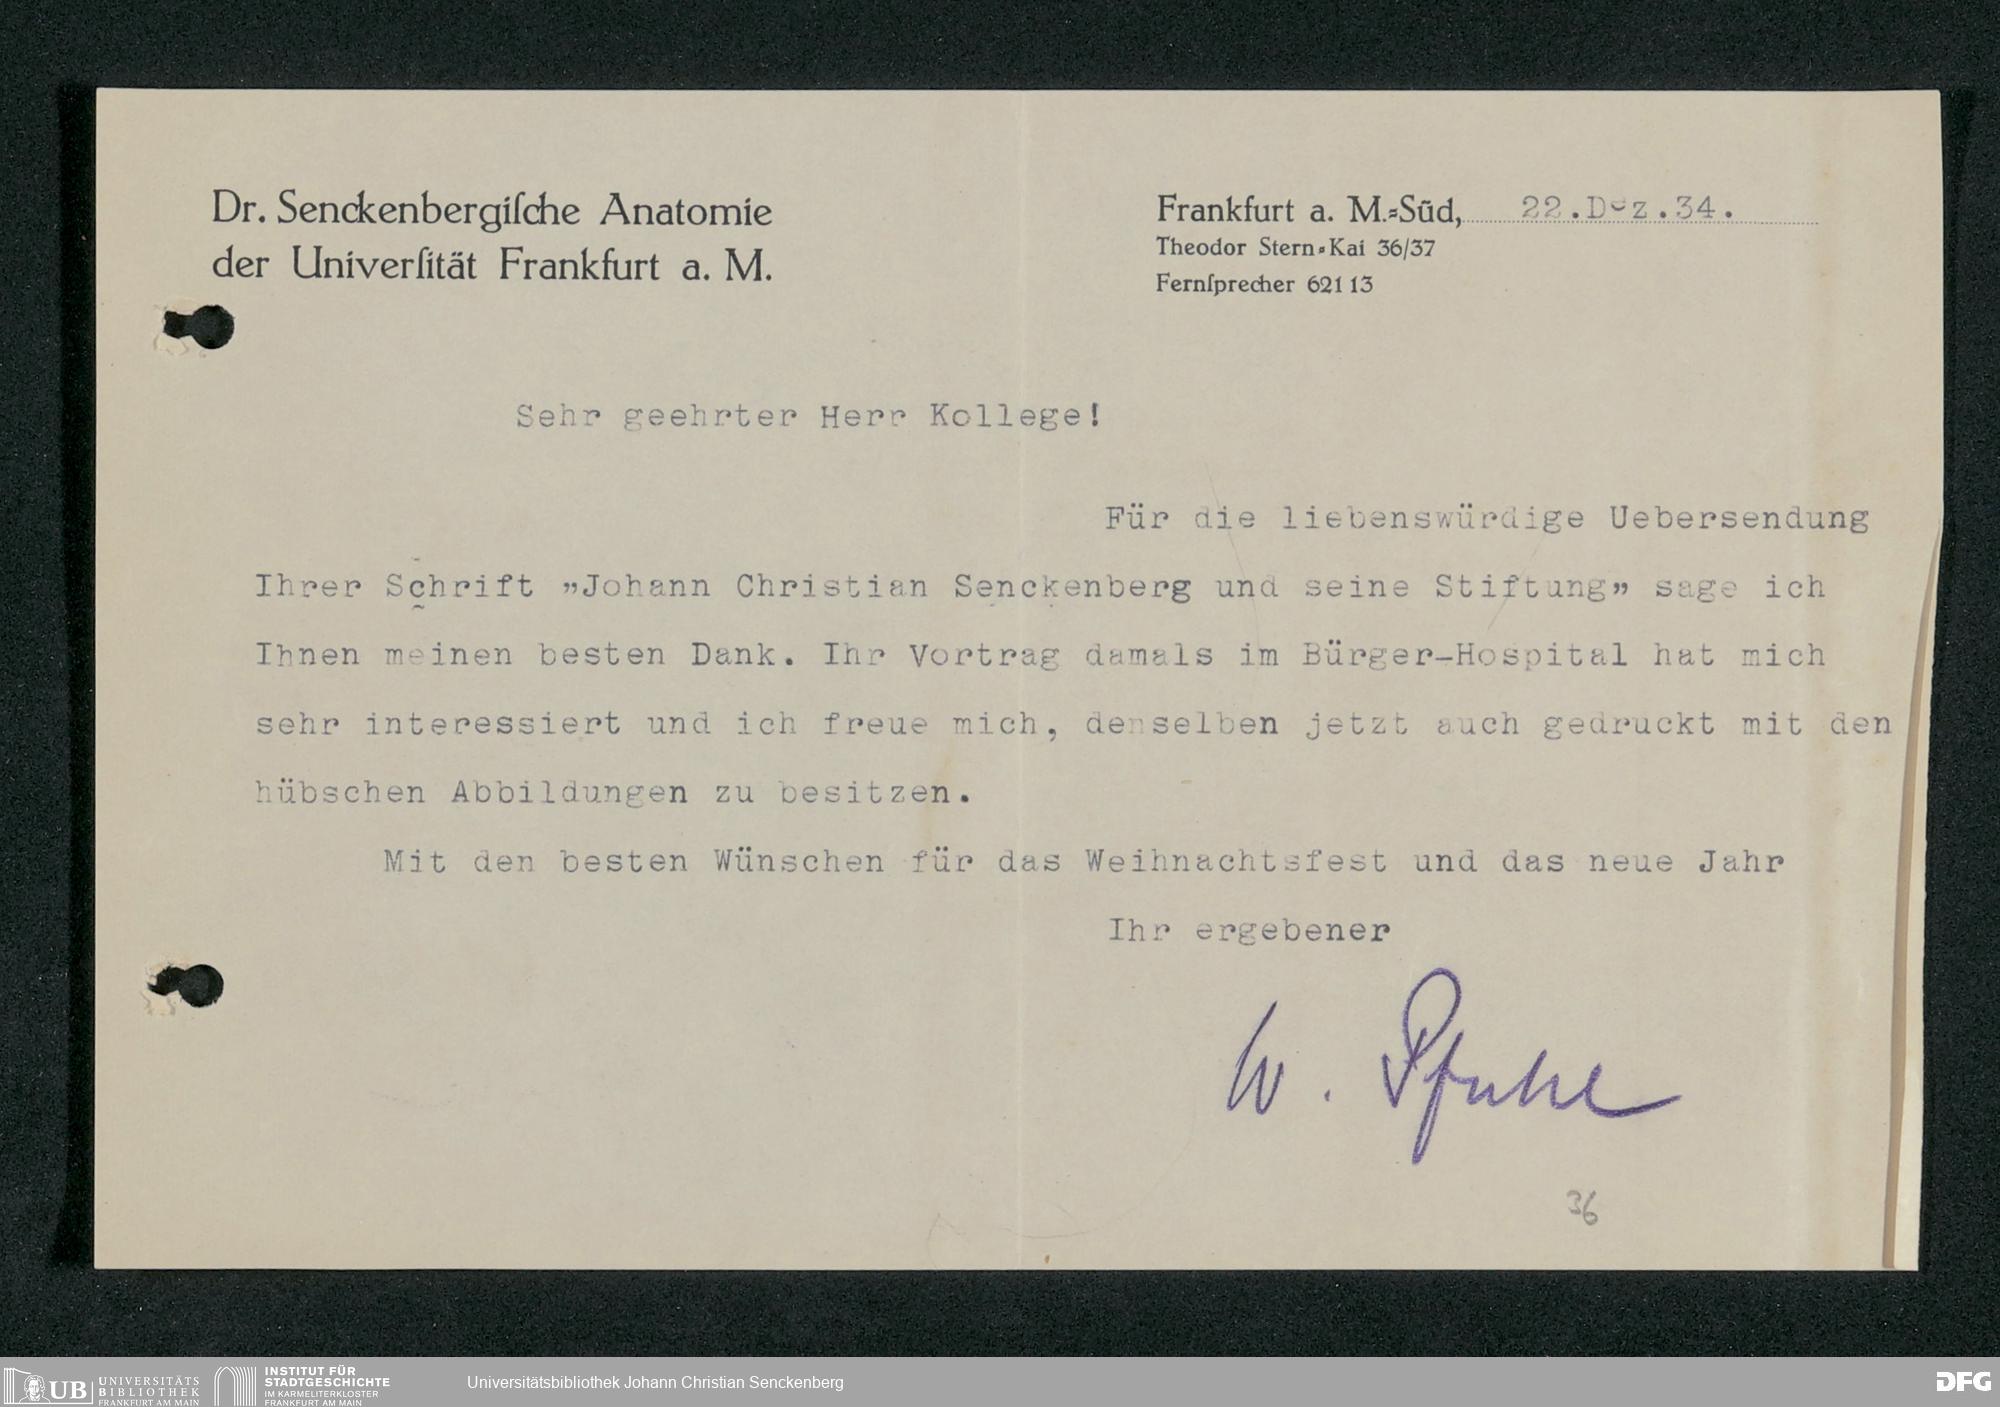 Dr. Senckenbergiſche Anatomie
der Univerſität Frankfurt a. M.
Frankfurt a. M.=Süd, 22.Dez.34.
Theodor Stern=Kai 36/37
Fernſprecher 62113
Sehr geehrter Herr Kollege!
Für die liebenswürdige Uebersendung
Ihrer Schrift „Johann Christian Senckenberg und seine Stiftung” sage ich
Ihnen meinen besten Dank. Ihr Vortrag damals im Bürger-Hospital hat mich
sehr interessiert und ich freue mich, denselben jetzt auch gedruckt mit den
hübschen Abbildungen zu besitzen.
Mit den besten Wünschen für das Weihnachtsfest und das neue Jahr
Ihr ergebener
W. Pfuhl
36
UB UNIVERSITÄTS
BIBLIOTHEK
FRANKFURT AM MAIN
INSTITUT FÜR
STADTGESCHICHTE
IM KARMELITERKLOSTER
FRANKFURT AM MAIN
Universitätsbibliothek Johann Christian Senckenberg
DFG